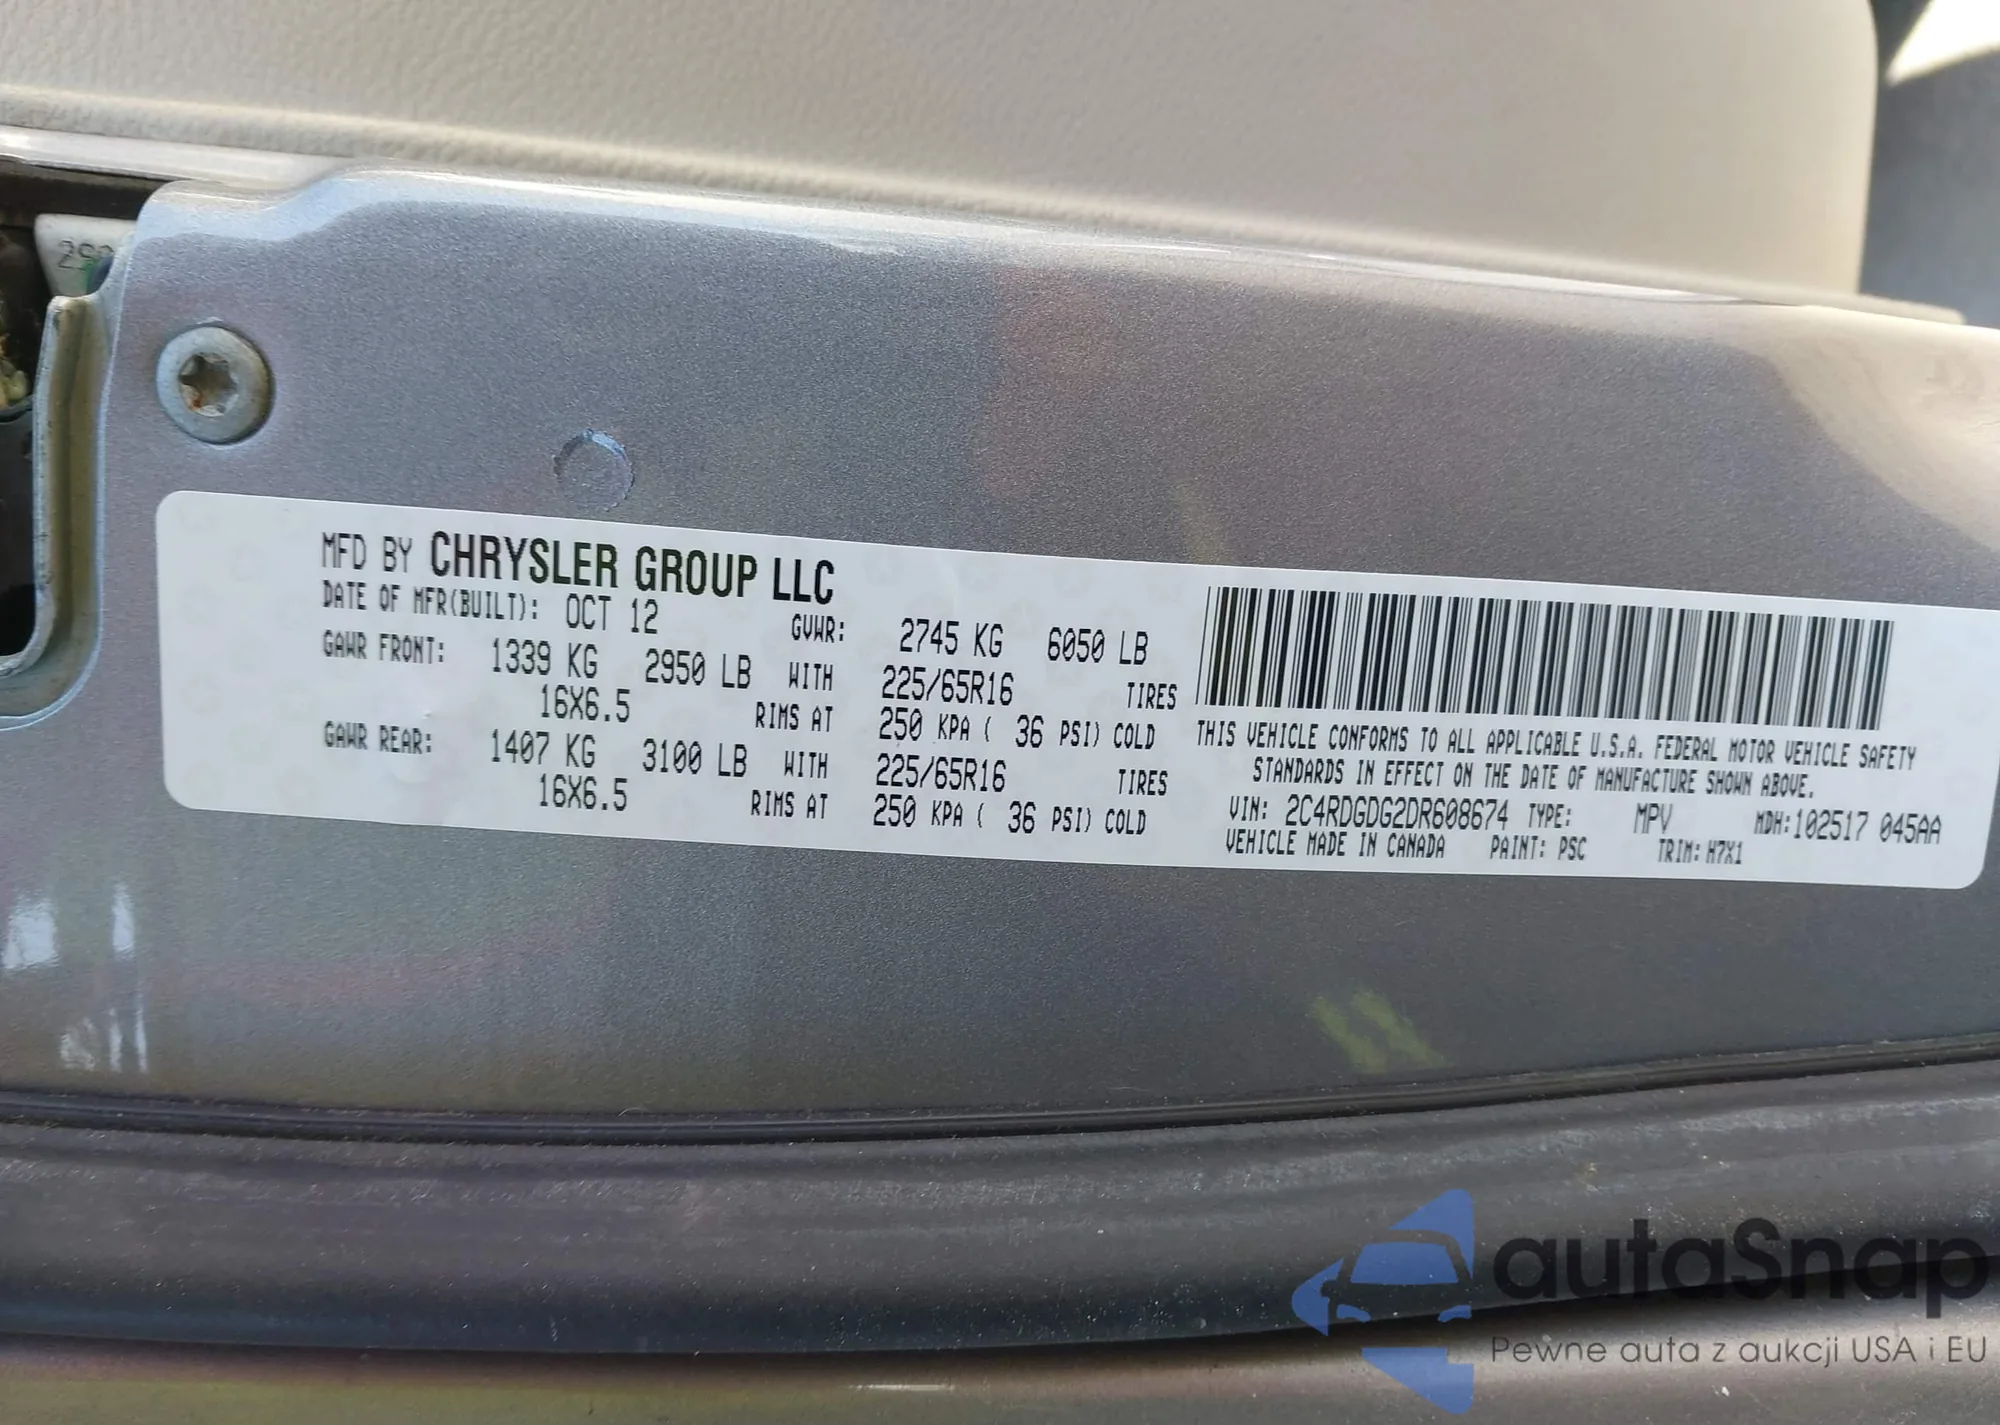 MFD BY CHRYSLER GROUP LLC
DATE OF MFR(BUILT): OCT 12 GVWR: 2745 KG 6050 LB
GAWR FRONT: 1339 KG 2950 LB WITH 225/65R16 TIRES
16X6.5 RIMS AT 250 KPA ( 36 PSI) COLD
GAWR REAR: 1407 KG 3100 LB WITH 225/65R16 TIRES
16X6.5 RIMS AT 250 KPA ( 36 PSI) COLD
THIS VEHICLE CONFORMS TO ALL APPLICABLE U.S.A. FEDERAL MOTOR VEHICLE SAFETY
STANDARDS IN EFFECT ON THE DATE OF MANUFACTURE SHOWN ABOVE.
VIN: 2C4RDGDG2DR608674 TYPE: MPV MDH:102517 045AA
VEHICLE MADE IN CANADA PAINT: PSC TRIM: H7X1
autaSnap
Pewne auta z aukcji USA i EU